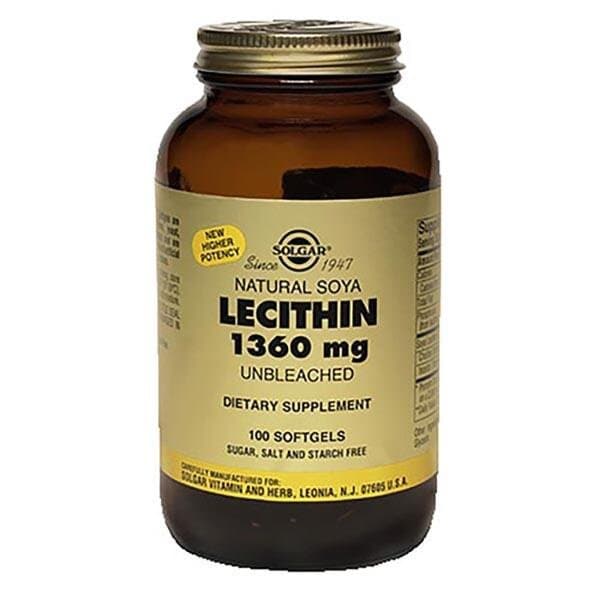 NEW
HIGHER
POTENCY
SOLGAR®
Since 1947
NATURAL SOYA
LECITHIN
1360 mg
UNBLEACHED
DIETARY SUPPLEMENT
100 SOFTGELS
SUGAR, SALT AND STARCH FREE
CAREFULLY MANUFACTURED FOR:
SOLGAR VITAMIN AND HERB, LEONIA, N.J. 07605 U.S.A.